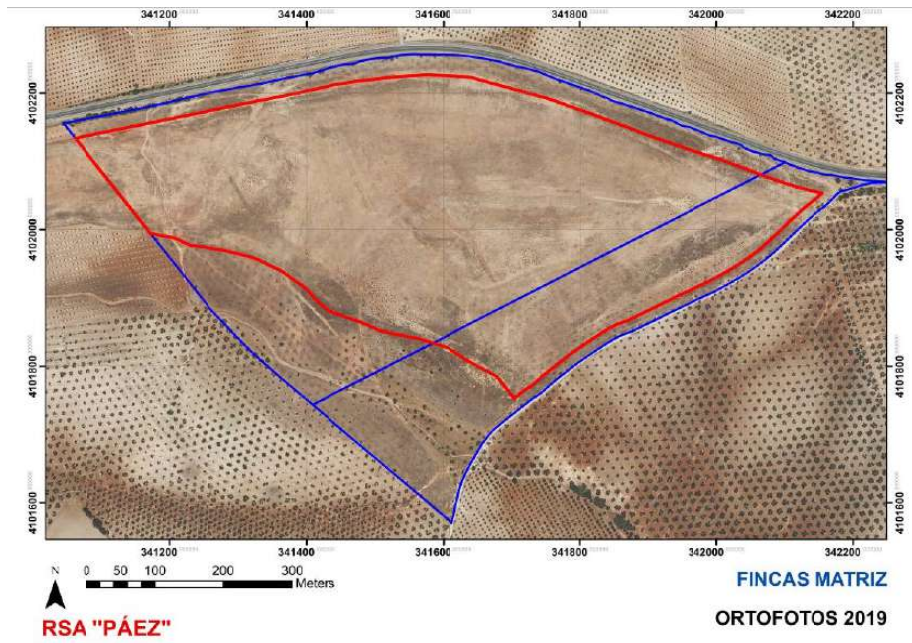 341200 341400 341600 341800 342000 342200
4102200 4102200
4102000 4102000
4101800 4101800
4101600 4101600
341200 341400 341600 341800 342000 342200
N 0 50 100 200 300
Meters
FINCAS MATRIZ
ORTOFOTOS 2019
RSA "PÁEZ"